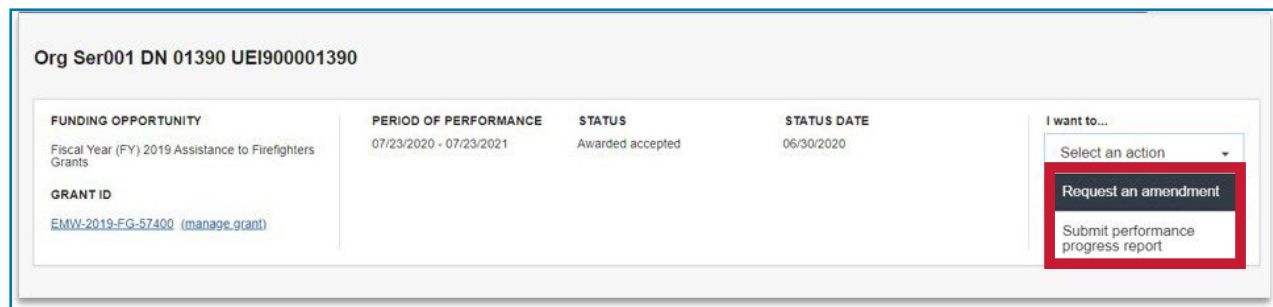 Org Ser001 DN 01390 UEI900001390
FUNDING OPPORTUNITY
Fiscal Year (FY) 2019 Assistance to Firefighters
Grants
GRANT ID
EMW-2019-FG-57400 (manage grant)
PERIOD OF PERFORMANCE
07/23/2020 - 07/23/2021
STATUS
Awarded accepted
STATUS DATE
06/30/2020
I want to...
Select an action
Request an amendment
Submit performance
progress report